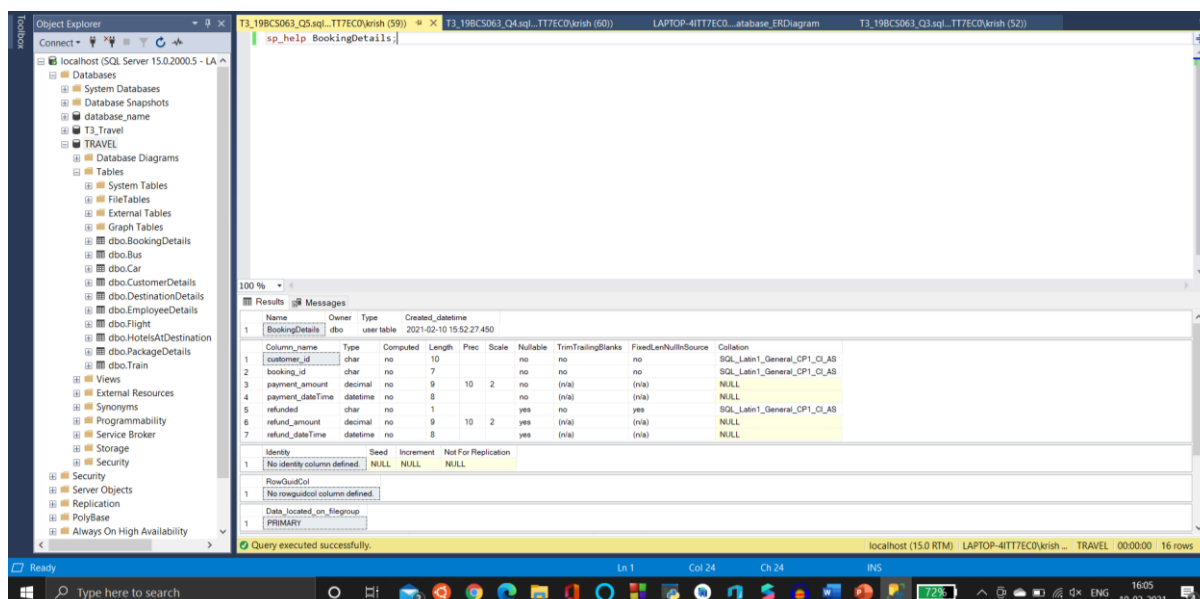 Toolbox
Object Explorer
Connect
localhost (SQL Server 15.0.2000.5 - LA
Databases
System Databases
Database Snapshots
database_name
T3_Travel
TRAVEL
Database Diagrams
Tables
System Tables
FileTables
External Tables
Graph Tables
dbo.BookingDetails
dbo.Bus
dbo.Car
dbo.CustomerDetails
dbo.DestinationDetails
dbo.EmployeeDetails
dbo.Flight
dbo.HotelsAtDestination
dbo.PackageDetails
dbo.Train
Views
External Resources
Synonyms
Programmability
Service Broker
Storage
Security
Security
Server Objects
Replication
PolyBase
Always On High Availability
T3_19BCS063_Q5.sql...TT7EC0\krish (59)) T3_19BCS063_Q4.sql...TT7EC0\krish (60)) LAPTOP-4ITT7EC0....atabase_ERDiagram T3_19BCS063_Q3.sql...TT7EC0\krish (52))
sp_help BookingDetails;
100 %
Results Messages
Name Owner Type Created_datetime
1 BookingDetails dbo user table 2021-02-10 15:52:27.450
Column_name Type Computed Length Prec Scale Nullable TrimTrailingBlanks FixedLenNullInSource Collation
1 customer_id char no 10 no no no SQL_Latin1_General_CP1_CI_AS
2 booking_id char no 7 no no no SQL_Latin1_General_CP1_CI_AS
3 payment_amount decimal no 9 10 2 no (n/a) (n/a) NULL
4 payment_dateTime datetime no 8 no (n/a) (n/a) NULL
5 refunded char no 1 yes no yes SQL_Latin1_General_CP1_CI_AS
6 refund_amount decimal no 9 10 2 yes (n/a) (n/a) NULL
7 refund_dateTime datetime no 8 yes (n/a) (n/a) NULL
Identity Seed Increment Not For Replication
1 No identity column defined. NULL NULL NULL
RowGuidCol
1 No rowguidcol column defined.
Data_located_on_filegroup
1 PRIMARY
Query executed successfully. localhost (15.0 RTM) LAPTOP-4ITT7EC0\krish ... TRAVEL 00:00:00 16 rows
Ready Ln 1 Col 24 Ch 24 INS
Type here to search 72% ENG 16:05